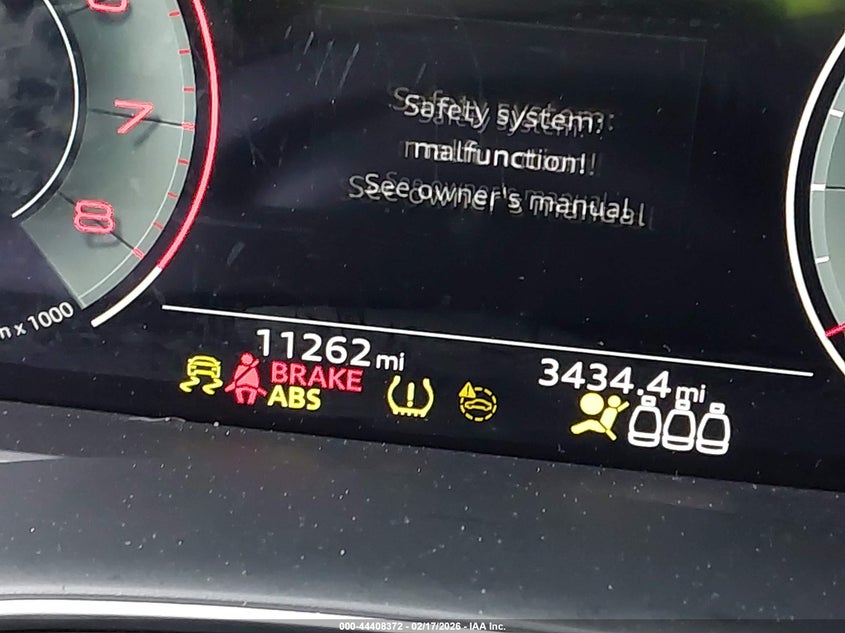 6
7
8
n x 1000
Safety system:
malfunction!
See owner's manual
11262 mi
3434.4 mi
BRAKE
ABS
000-44408372 - 02/17/2026 - IAA Inc.